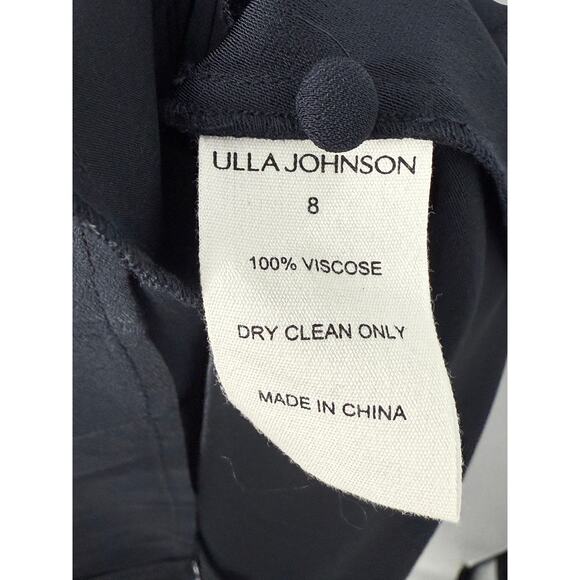 ULLA JOHNSON
8
100% VISCOSE
DRY CLEAN ONLY
MADE IN CHINA